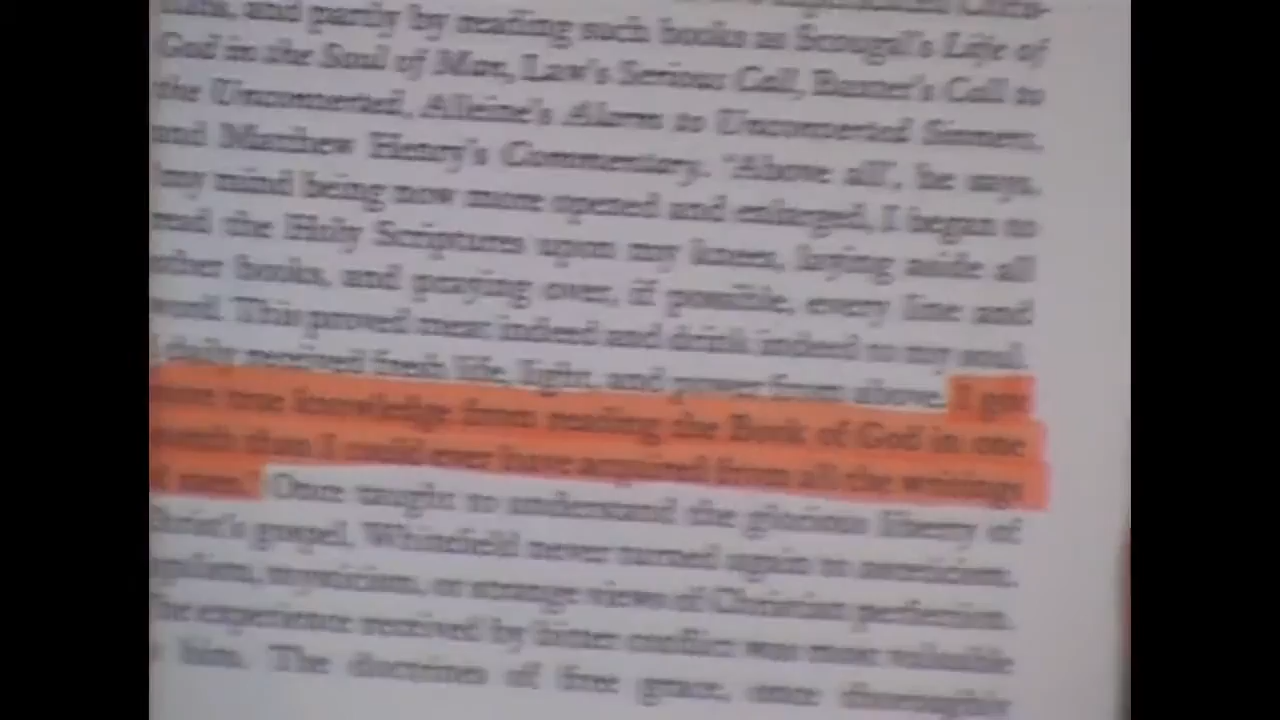 and partly by reading such books as Scougal's Life of
God in the Soul of Man, Law's Serious Call, Baxter's Call to
the Unconverted, Alleine's Alarm to Unconverted Sinners,
and Matthew Henry's Commentary. 'Above all', he says,
my mind being now more opened and enlarged, I began to
read the Holy Scriptures upon my knees, laying aside all
other books, and praying over, if possible, every line and
word. This proved meat indeed and drink indeed to my soul.
I daily received fresh life, light, and power from above. I got
more true knowledge from reading the Book of God in one
month than I could ever have acquired from all the writings
of men.' Once taught to understand the glorious liberty of
Christ's gospel, Whitefield never turned again to asceticism,
mysticism, or strange views of Christian perfection.
The experience received by bitter conflict was most valuable
him. The doctrines of free grace, once thoroughly